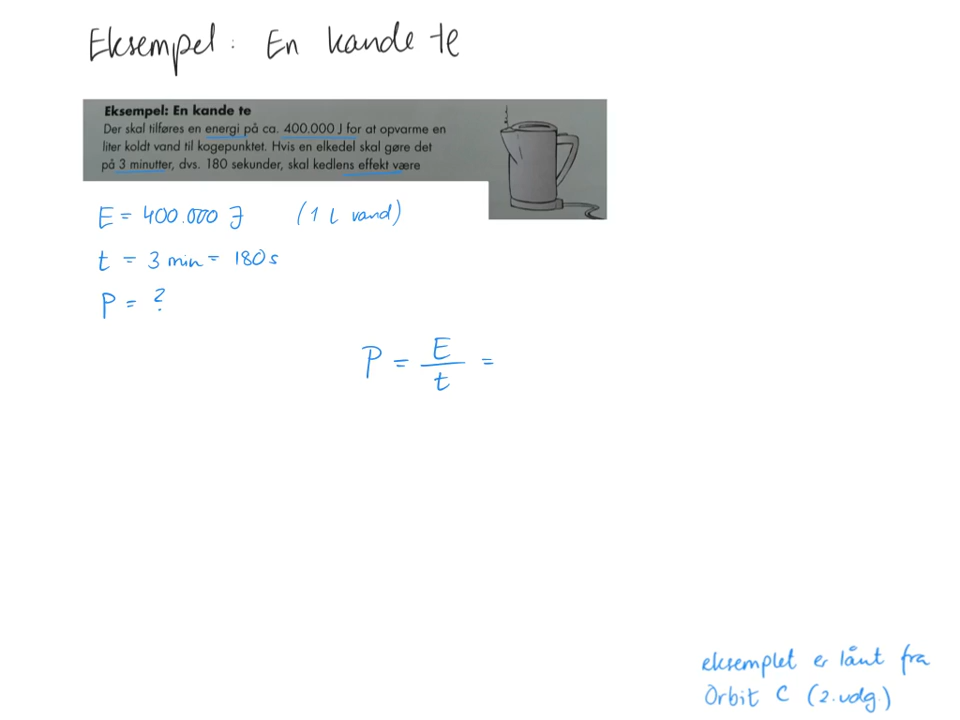 Eksempel: En kande te
Eksempel: En kande te
Der skal tilføres en energi på ca. 400.000 J for at opvarme en
liter koldt vand til kogepunktet. Hvis en elkedel skal gøre det
på 3 minutter, dvs. 180 sekunder, skal kedlens effekt være
E = 400.000 J (1 L vand)
t = 3 min = 180 s
P = ?
P = E / t =
eksemplet er lånt fra
Orbit C (2.udg.)